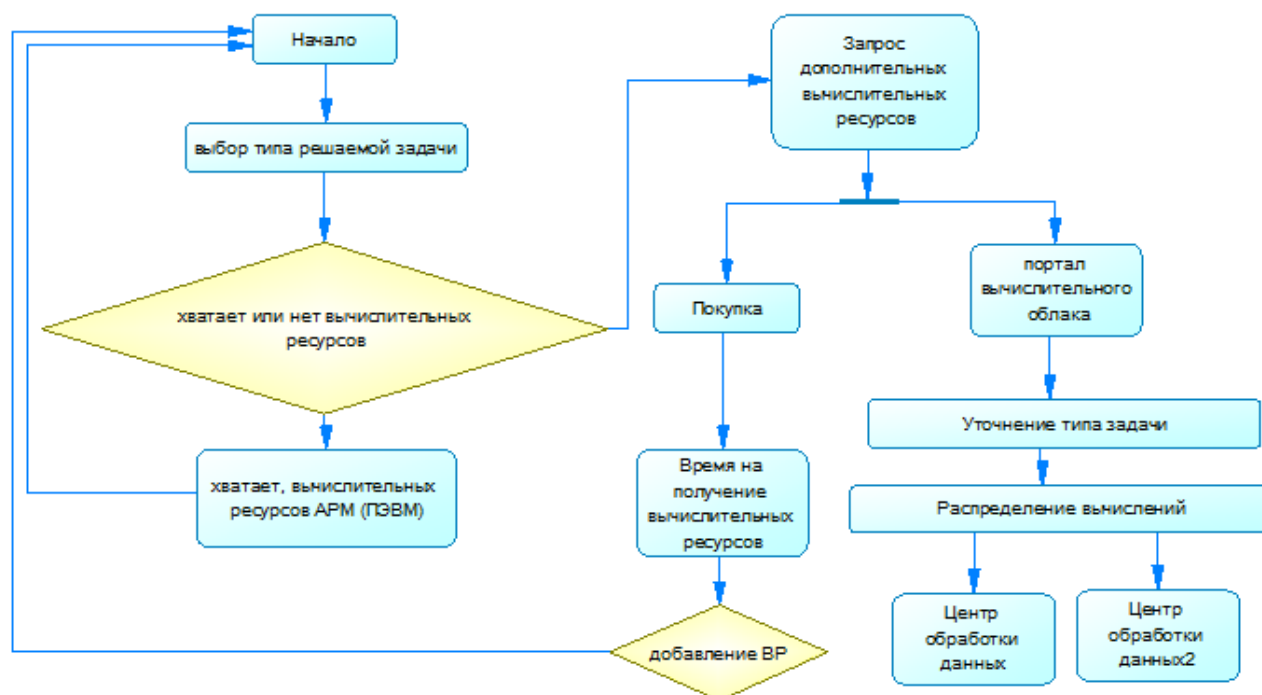 Начало
выбор типа решаемой задачи
хватает или нет вычислительных
ресурсов
хватает, вычислительных
ресурсов АРМ (ПЭВМ)
Запрос
дополнительных
вычислительных
ресурсов
Покупка
Время на
получение
вычислительных
ресурсов
добавление ВР
портал
вычислительного
облака
Уточнение типа задачи
Распределение вычислений
Центр
обработки
данных
Центр
обработки
данных2